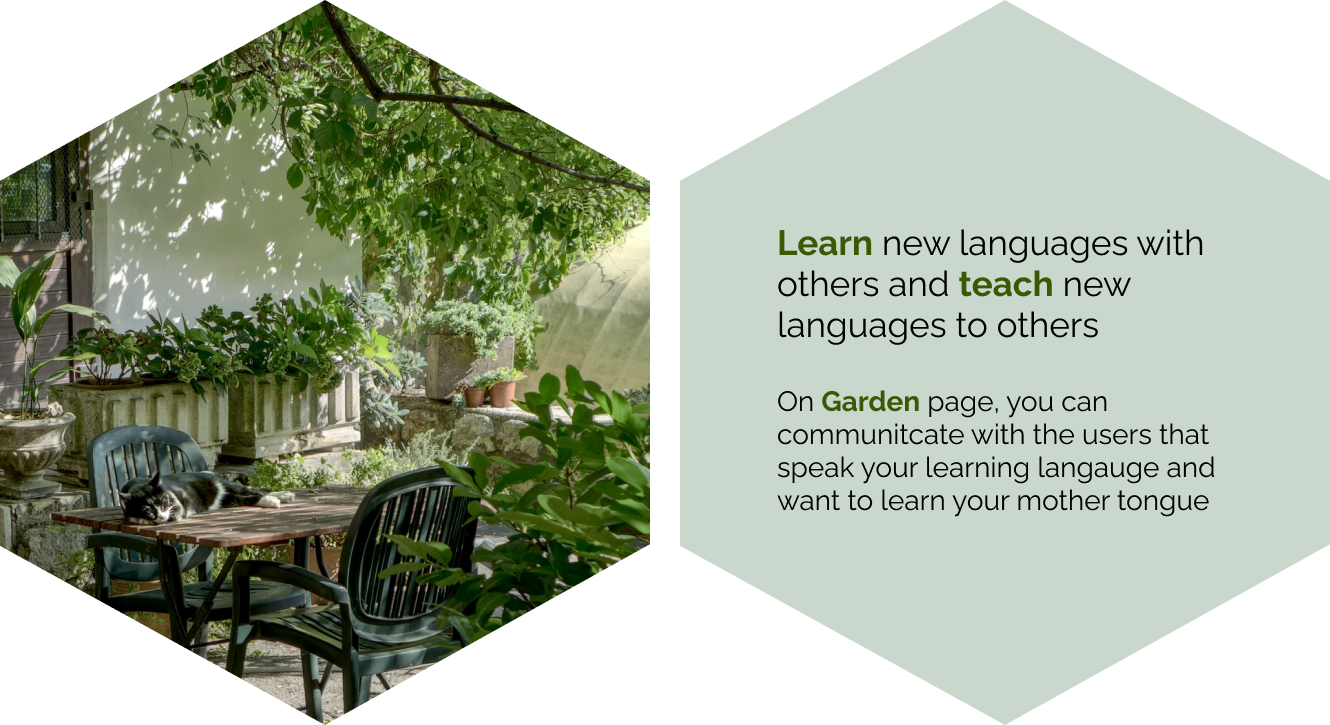 Learn new languages with
others and teach new
languages to others
On Garden page, you can
communitcate with the users that
speak your learning langauge and
want to learn your mother tongue